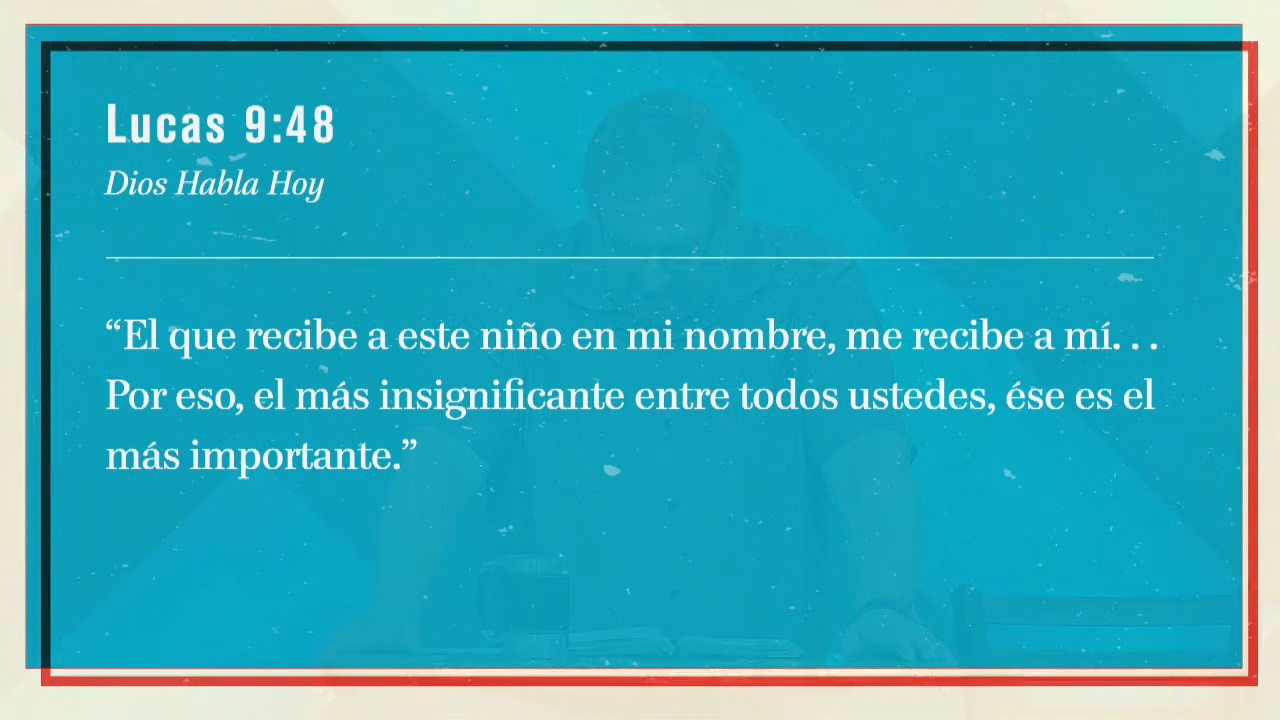 Lucas 9:48
Dios Habla Hoy
“El que recibe a este niño en mi nombre, me recibe a mí. . .
Por eso, el más insignificante entre todos ustedes, ése es el
más importante.”